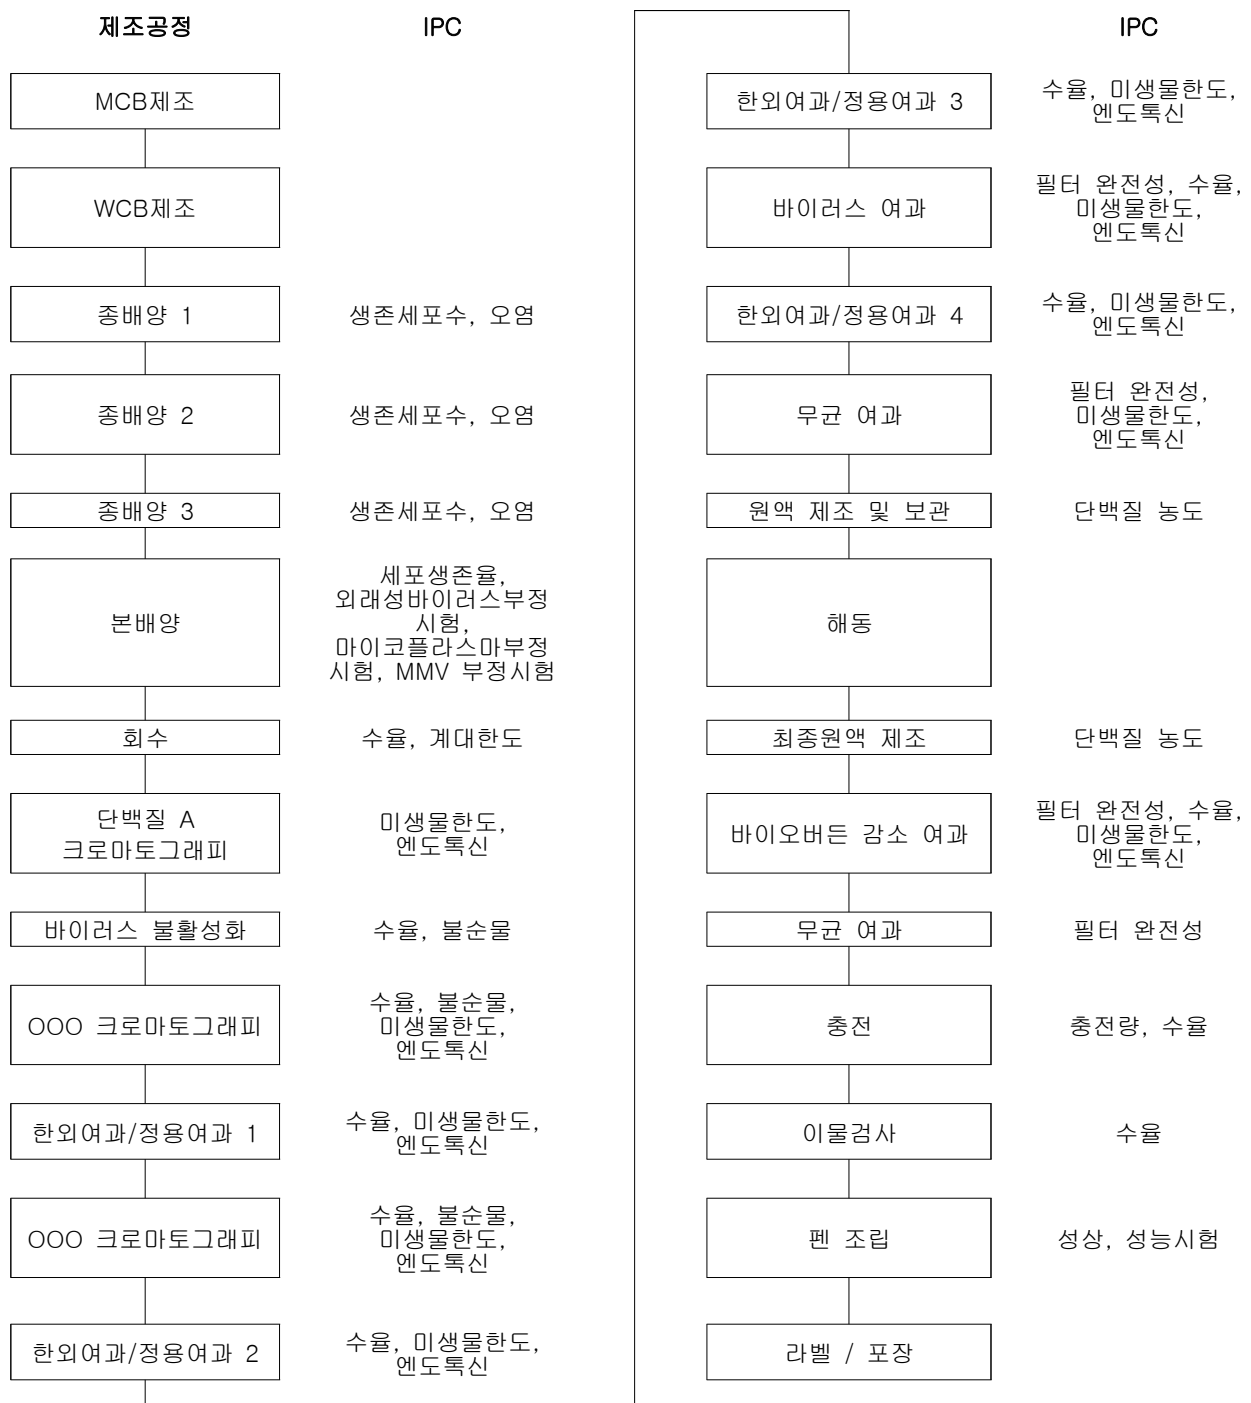 제조공정
IPC
MCB제조
WCB제조
종배양 1
생존세포수, 오염
종배양 2
생존세포수, 오염
종배양 3
생존세포수, 오염
본배양
세포생존율,
외래성바이러스부정
시험,
마이코플라스마부정
시험, MMV 부정시험
회수
수율, 계대한도
단백질 A
크로마토그래피
미생물한도,
엔도톡신
바이러스 불활성화
수율, 불순물
OOO 크로마토그래피
수율, 불순물,
미생물한도,
엔도톡신
한외여과/정용여과 1
수율, 미생물한도,
엔도톡신
OOO 크로마토그래피
수율, 불순물,
미생물한도,
엔도톡신
한외여과/정용여과 2
수율, 미생물한도,
엔도톡신
IPC
한외여과/정용여과 3
수율, 미생물한도,
엔도톡신
바이러스 여과
필터 완전성, 수율,
미생물한도,
엔도톡신
한외여과/정용여과 4
수율, 미생물한도,
엔도톡신
무균 여과
필터 완전성,
미생물한도,
엔도톡신
원액 제조 및 보관
단백질 농도
해동
최종원액 제조
단백질 농도
바이오버든 감소 여과
필터 완전성, 수율,
미생물한도,
엔도톡신
무균 여과
필터 완전성
충전
충전량, 수율
이물검사
수율
펜 조립
성상, 성능시험
라벨 / 포장